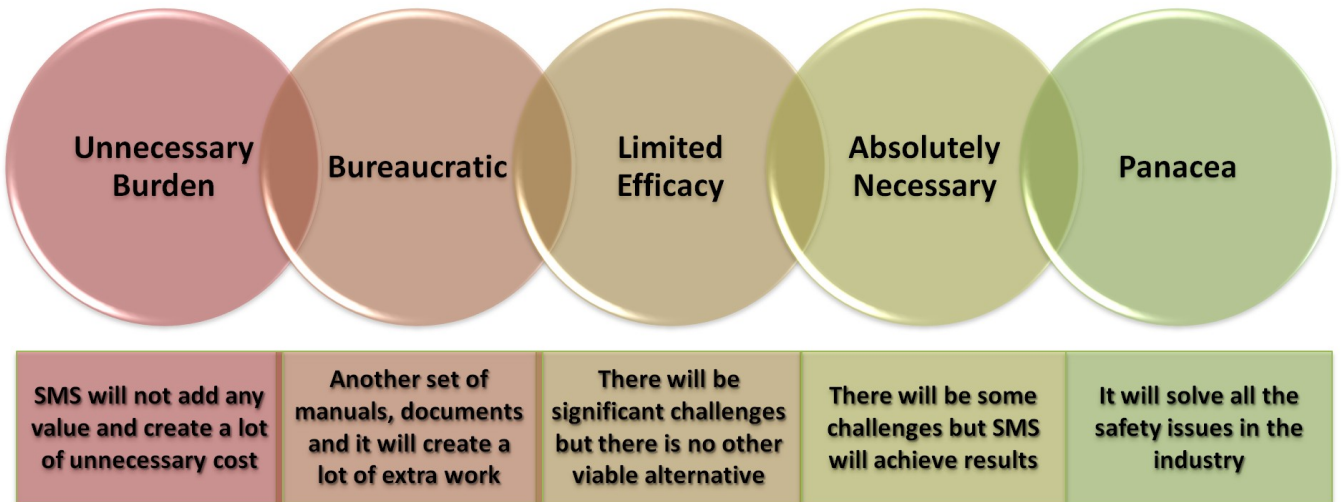 Unnecessary
Burden
Bureaucratic
Limited
Efficacy
Absolutely
Necessary
Panacea
SMS will not add any
value and create a lot
of unnecessary cost
Another set of
manuals, documents
and it will create a
lot of extra work
There will be
significant challenges
but there is no other
viable alternative
There will be some
challenges but SMS
will achieve results
It will solve all the
safety issues in the
industry